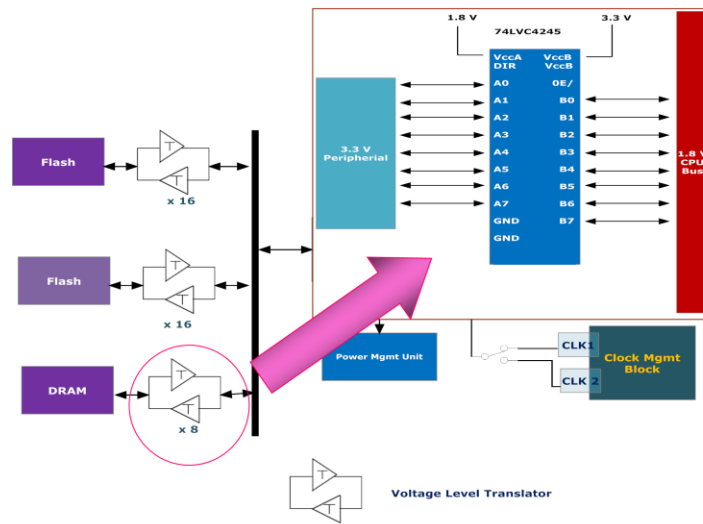 1.8 V
3.3 V
74LVC4245
VccA VccB
DIR VccB
A0 0E/
A1 B0
A2 B1
A3 B2
A4 B3
A5 B4
A6 B5
A7 B6
GND B7
GND
3.3 V
Peripherial
1.8 V
CPU
Bus
Flash
T
T
x 16
Flash
T
T
x 16
DRAM
T
T
x 8
Power Mgmt Unit
CLK1
CLK 2
Clock Mgmt
Block
T
T
Voltage Level Translator